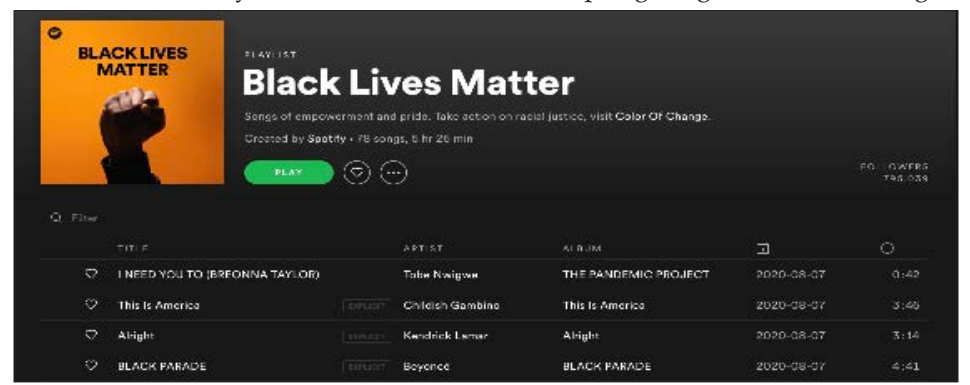 BLACK LIVES
MATTER
PLAYLIST
Black Lives Matter
Songs of empowerment and pride. Take action on racial justice, visit Color Of Change.
Created by Spotify • 78 songs, 5 hr 26 min
PLAY
FOLLOWERS
795,039
Filter
TITLE ARTIST ALBUM
I NEED YOU TO (BREONNA TAYLOR) Tobe Nwigwe THE PANDEMIC PROJECT 2020-08-07 0:42
This Is America EXPLICIT Childish Gambino This Is America 2020-08-07 3:46
Alright EXPLICIT Kendrick Lamar Alright 2020-08-07 3:14
BLACK PARADE EXPLICIT Beyoncé BLACK PARADE 2020-08-07 4:41